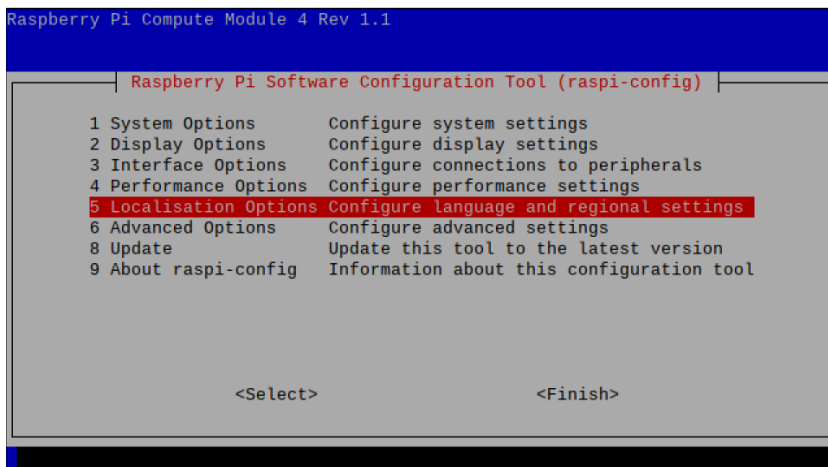 Raspberry Pi Compute Module 4 Rev 1.1
Raspberry Pi Software Configuration Tool (raspi-config)
1 System Options Configure system settings
2 Display Options Configure display settings
3 Interface Options Configure connections to peripherals
4 Performance Options Configure performance settings
5 Localisation Options Configure language and regional settings
6 Advanced Options Configure advanced settings
8 Update Update this tool to the latest version
9 About raspi-config Information about this configuration tool
<Select> <Finish>